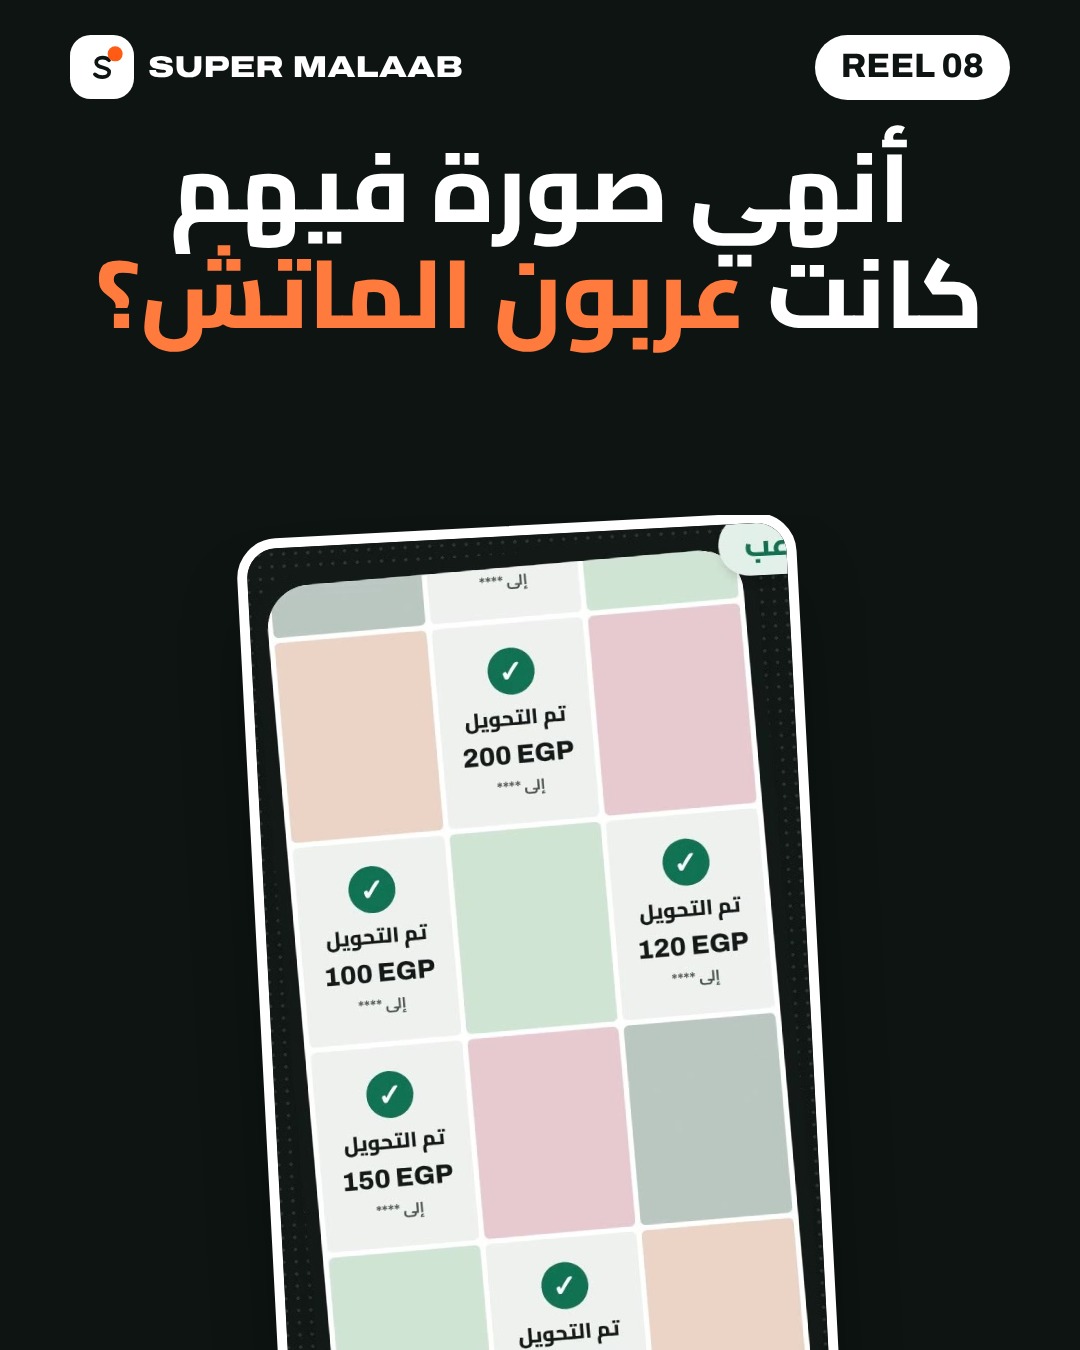 SUPER MALAAB
REEL 08
أنهي صورة فيهم
كانت عربون الماتش؟
إلى ****
✓
تم التحويل
200 EGP
إلى ****
✓
تم التحويل
120 EGP
إلى ****
✓
تم التحويل
100 EGP
إلى ****
✓
تم التحويل
150 EGP
إلى ****
✓
تم التحويل